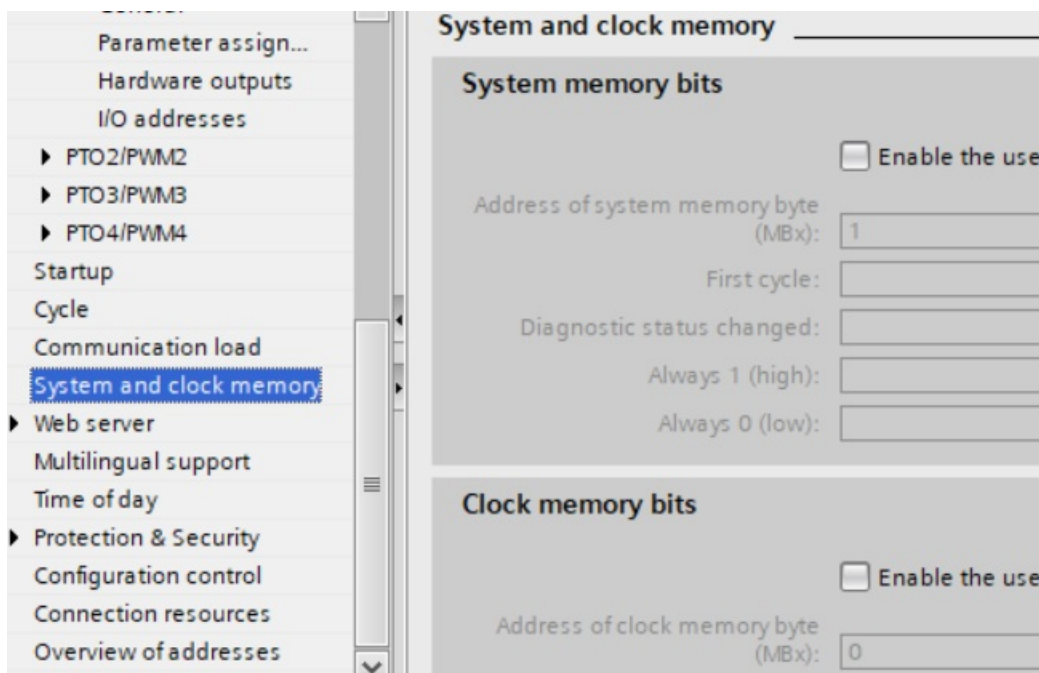 Parameter assign...
Hardware outputs
I/O addresses
PTO2/PWM2
PTO3/PWM3
PTO4/PWM4
Startup
Cycle
Communication load
System and clock memory
Web server
Multilingual support
Time of day
Protection & Security
Configuration control
Connection resources
Overview of addresses
System and clock memory
System memory bits
Enable the use
Address of system memory byte
(MBx): 1
First cycle:
Diagnostic status changed:
Always 1 (high):
Always 0 (low):
Clock memory bits
Enable the use
Address of clock memory byte
(MBx): 0